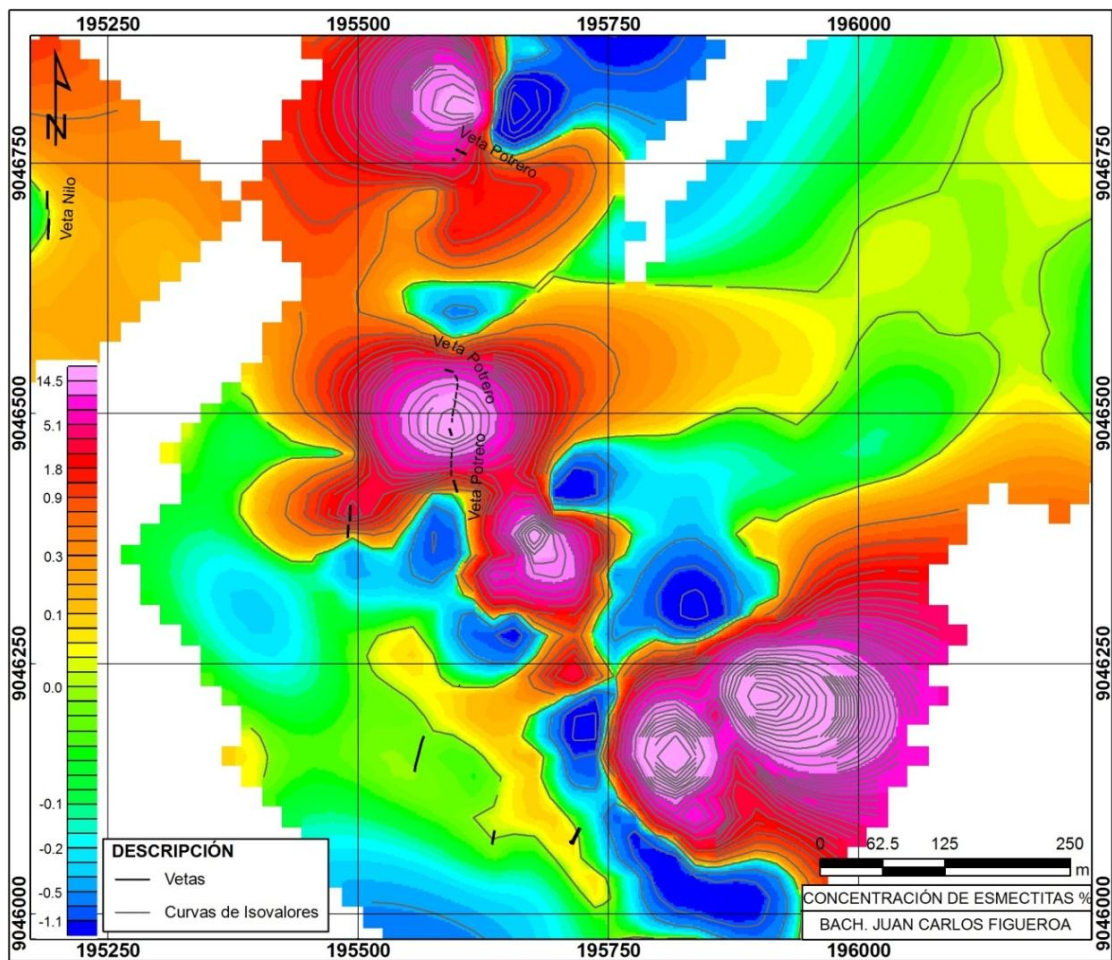 195250 195500 195750 196000
9046750
9046750
N
Veta Nilo
Veta Potrero
Veta Potrero
Veta Potrero
9046500
9046500
14.5
5.1
1.8
0.9
0.3
0.1
0.0
-0.1
-0.2
-0.5
-1.1
9046250
9046250
DESCRIPCIÓN
Vetas
Curvas de Isovalores
0 62.5 125 250
m
CONCENTRACIÓN DE ESMECTITAS %
BACH. JUAN CARLOS FIGUEROA
9046000
9046000
195250 195500 195750 196000